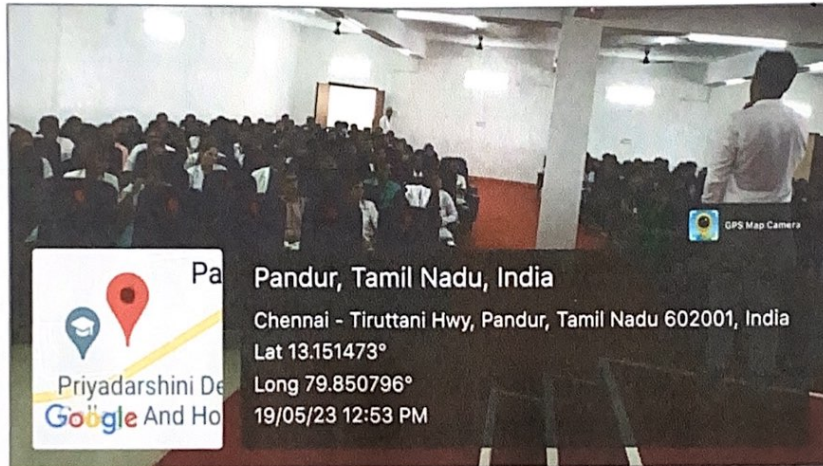 GPS Map Camera
Pa
Priyadarshini De
Google And Ho
Pandur, Tamil Nadu, India
Chennai - Tiruttani Hwy, Pandur, Tamil Nadu 602001, India
Lat 13.151473°
Long 79.850796°
19/05/23 12:53 PM